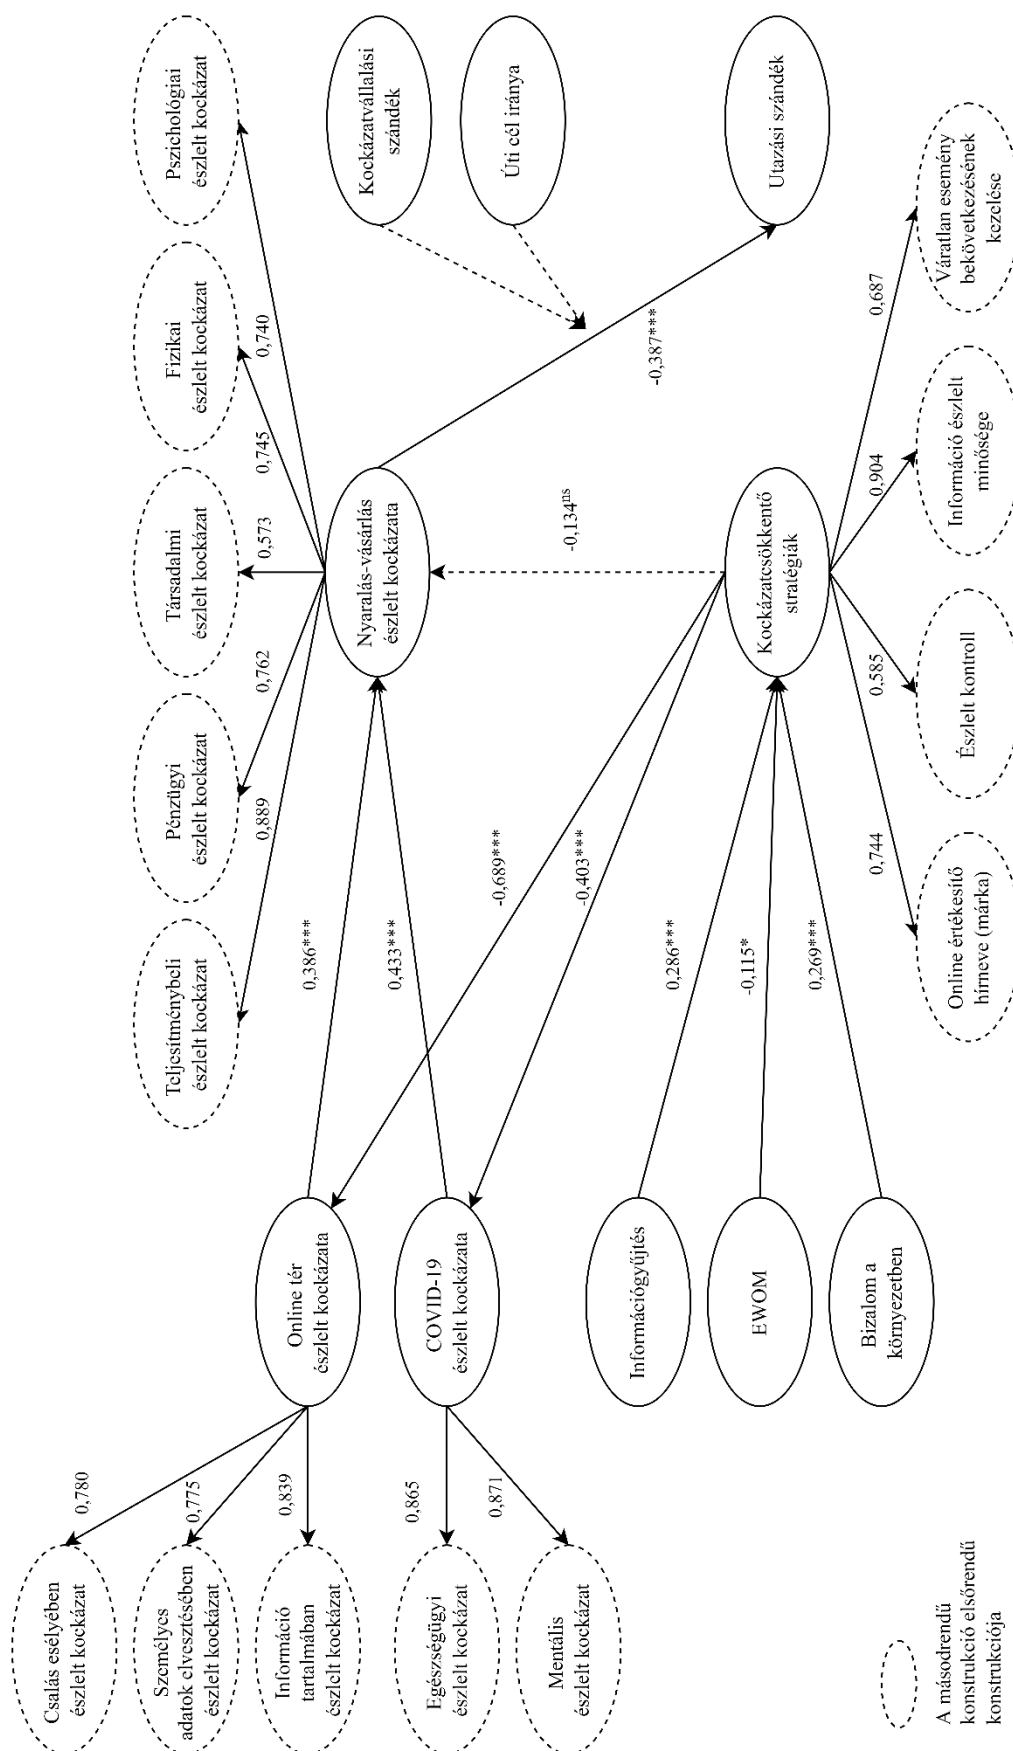 Csalás esélyében
észlelt kockázat
Személyes
adatok elvesztésében
észlelt kockázat
Információ
tartalmában
észlelt kockázat
Egészségügyi
észlelt kockázat
Mentális
észlelt kockázat
0,780
0,775
0,839
0,865
0,871
Online tér
észlelt kockázata
COVID-19
észlelt kockázata
Információgyűjtés
EWOM
Bizalom a
környezetben
0,386***
0,433***
-0,689***
-0,403***
0,286***
-0,115*
0,269***
Teljesítménybeli
észlelt kockázat
Pénzügyi
észlelt kockázat
Társadalmi
észlelt kockázat
Fizikai
észlelt kockázat
Pszichológiai
észlelt kockázat
0,889
0,762
0,573
0,745
0,740
Nyaralás-vásárlás
észlelt kockázata
-0,134ns
Kockázatcsökkentő
stratégiák
0,744
0,585
0,904
0,687
Online értékesítő
hírneve (márka)
Észlelt kontroll
Információ észlelt
minősége
Váratlan esemény
bekövetkezésének
kezelése
-0,387***
Kockázatvállalási
szándék
Úti cél iránya
Utazási szándék
A másodrendű
konstrukció elsőrendű
konstrukciója